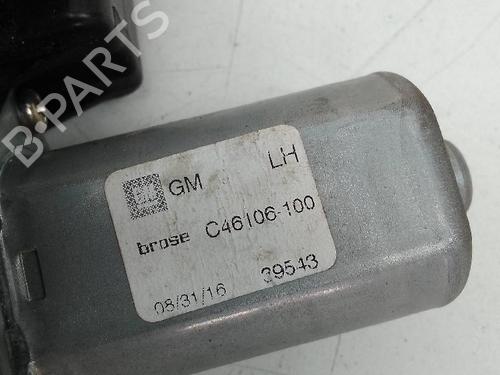 B-PARTS
GM LH
brose C46106-100
08/31/16 39543